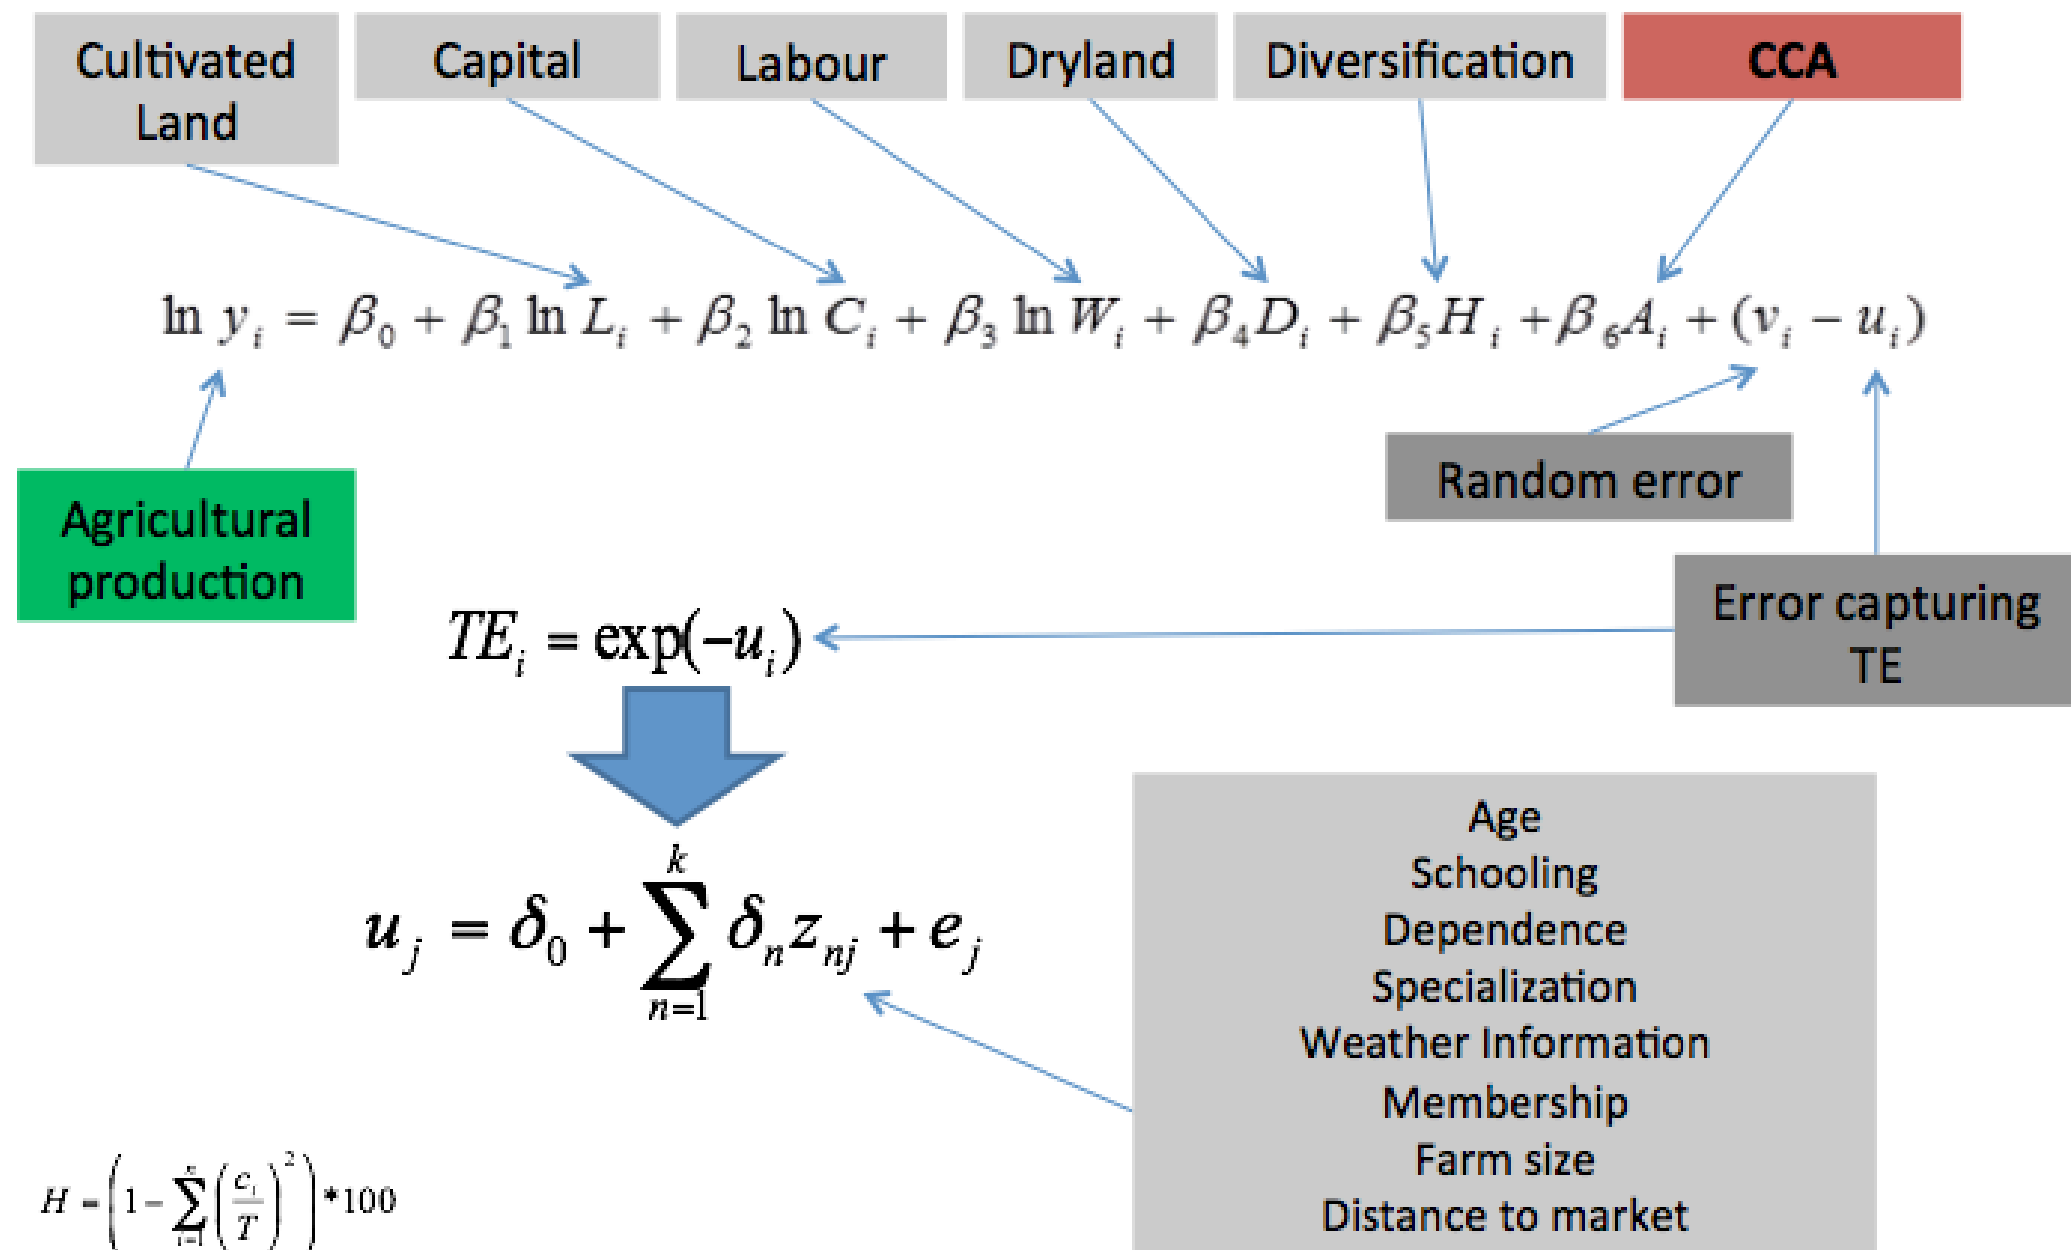 Cultivated
Land
Capital
Labour
Dryland
Diversification
CCA
ln y_i = β_0 + β_1 ln L_i + β_2 ln C_i + β_3 ln W_i + β_4 D_i + β_5 H_i + β_6 A_i + (v_i − u_i)
Random error
Agricultural
production
Error capturing
TE
TE_i = exp(−u_i)
u_j = δ_0 + ∑_{n=1}^{k} δ_n z_{nj} + e_j
Age
Schooling
Dependence
Specialization
Weather Information
Membership
Farm size
Distance to market
H = (1 − ∑_{i=1}^{n} (c_i / T)^2) * 100